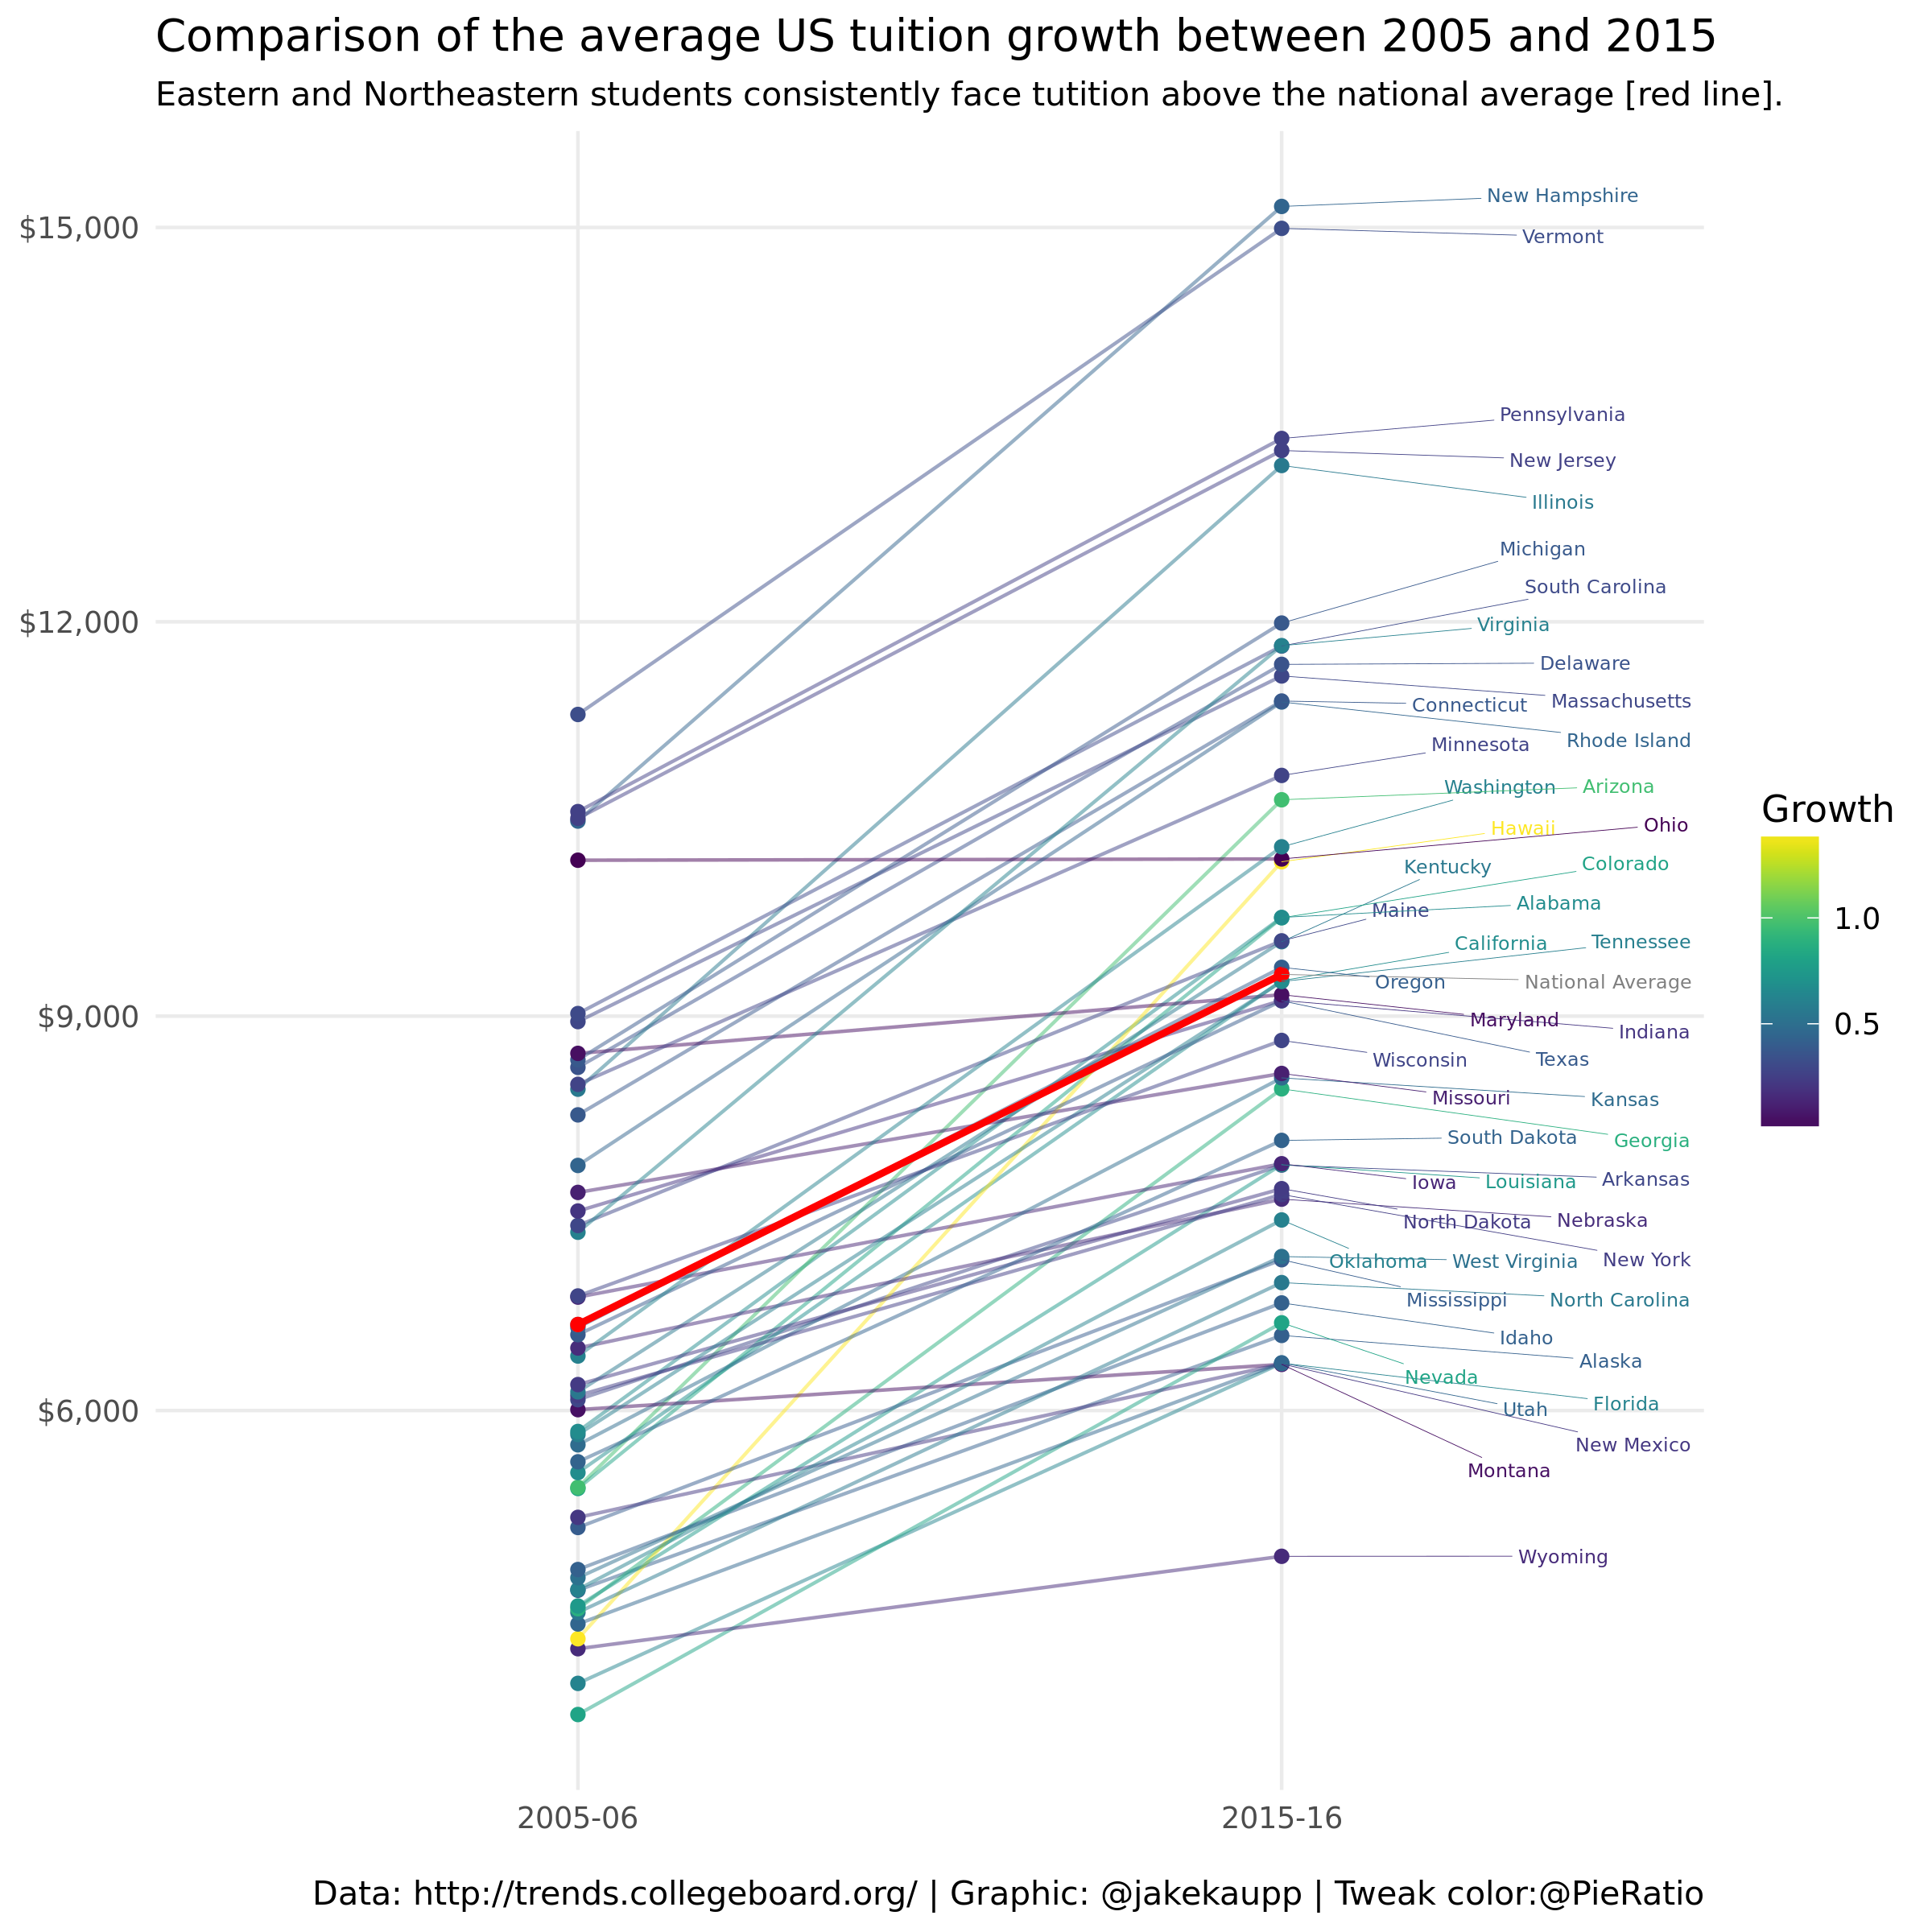 Comparison of the average US tuition growth between 2005 and 2015
Eastern and Northeastern students consistently face tutition above the national average [red line].
$15,000
$12,000
$9,000
$6,000
New Hampshire
Vermont
Pennsylvania
New Jersey
Illinois
Michigan
South Carolina
Virginia
Delaware
Massachusetts
Connecticut
Rhode Island
Minnesota
Washington
Arizona
Hawaii
Ohio
Kentucky
Colorado
Alabama
Maine
California
Tennessee
Oregon
National Average
Maryland
Indiana
Texas
Wisconsin
Missouri
Kansas
Georgia
South Dakota
Iowa
Louisiana
Arkansas
North Dakota
Nebraska
New York
Oklahoma
West Virginia
Mississippi
North Carolina
Idaho
Alaska
Nevada
Florida
Utah
New Mexico
Montana
Wyoming
Growth
1.0
0.5
2005-06
2015-16
Data: http://trends.collegeboard.org/ | Graphic: @jakekaupp | Tweak color:@PieRatio